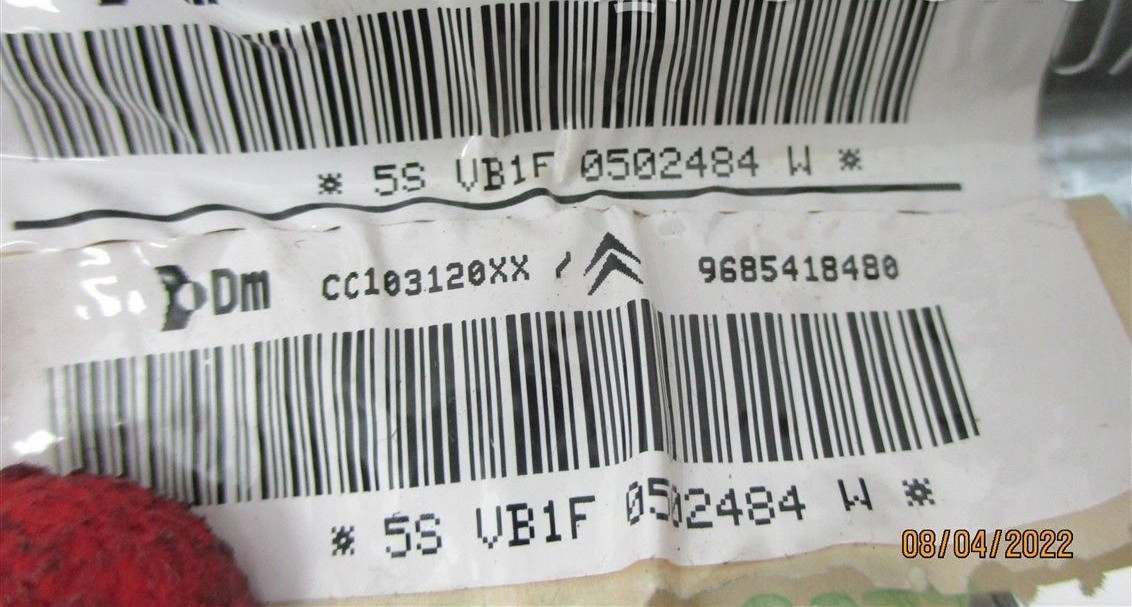 * 5S VB1F 0502484 W *
Dm CC103120XX / 9685418480
* 5S VB1F 0502484 W *
08/04/2022